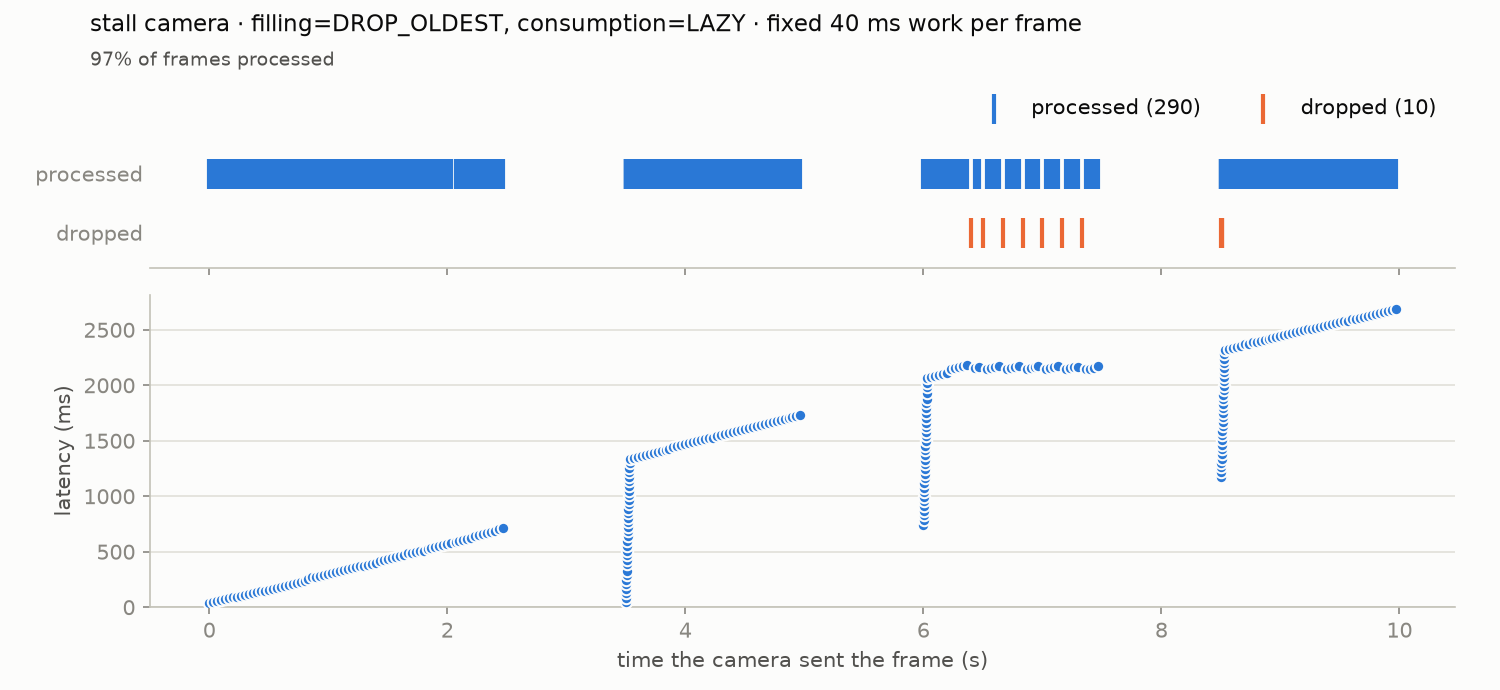 stall camera · filling=DROP_OLDEST, consumption=LAZY · fixed 40 ms work per frame
97% of frames processed
processed (290) dropped (10)
processed
dropped
2500
2000
1500
1000
500
0
latency (ms)
0 2 4 6 8 10
time the camera sent the frame (s)